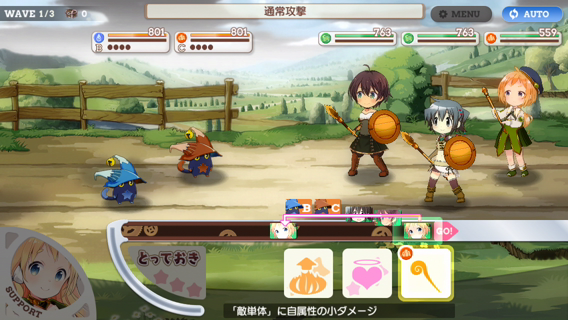 WAVE 1/3
0
通常攻撃
MENU
AUTO
801
B
801
C
763
763
559
B
C
GO!
とっておき
SUPPORT
「敵単体」に自属性の小ダメージ